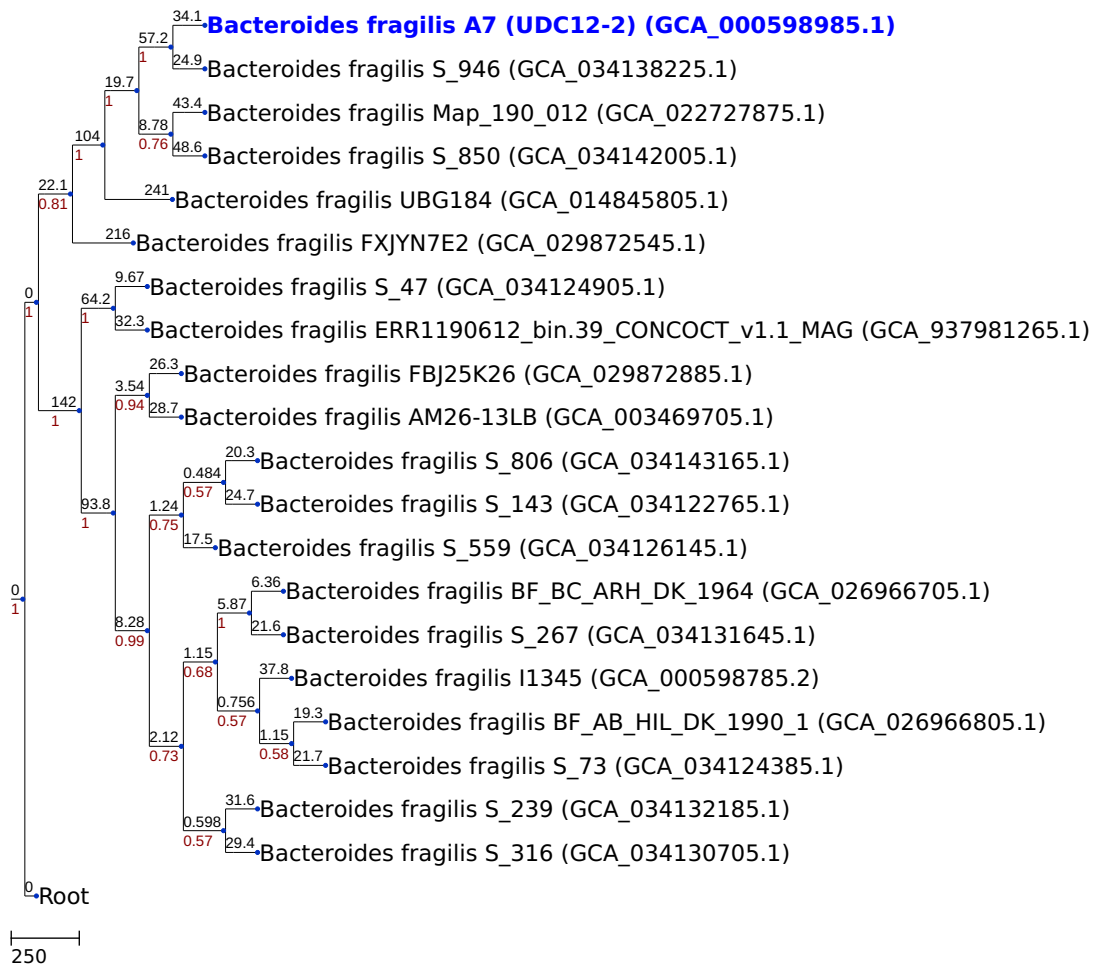 34.1
Bacteroides fragilis A7 (UDC12-2) (GCA_000598985.1)
57.2
1
24.9
Bacteroides fragilis S_946 (GCA_034138225.1)
19.7
1
43.4
Bacteroides fragilis Map_190_012 (GCA_022727875.1)
8.78
0.76
104
1
48.6
Bacteroides fragilis S_850 (GCA_034142005.1)
22.1
0.81
241
Bacteroides fragilis UBG184 (GCA_014845805.1)
216
Bacteroides fragilis FXJYN7E2 (GCA_029872545.1)
0
1
9.67
Bacteroides fragilis S_47 (GCA_034124905.1)
64.2
1
32.3
Bacteroides fragilis ERR1190612_bin.39_CONCOCT_v1.1_MAG (GCA_937981265.1)
26.3
Bacteroides fragilis FBJ25K26 (GCA_029872885.1)
3.54
0.94
142
1
28.7
Bacteroides fragilis AM26-13LB (GCA_003469705.1)
20.3
Bacteroides fragilis S_806 (GCA_034143165.1)
0.484
0.57
93.8
1
24.7
Bacteroides fragilis S_143 (GCA_034122765.1)
1.24
0.75
17.5
Bacteroides fragilis S_559 (GCA_034126145.1)
0
1
6.36
Bacteroides fragilis BF_BC_ARH_DK_1964 (GCA_026966705.1)
5.87
1
8.28
0.99
21.6
Bacteroides fragilis S_267 (GCA_034131645.1)
1.15
0.68
37.8
Bacteroides fragilis I1345 (GCA_000598785.2)
0.756
0.57
19.3
Bacteroides fragilis BF_AB_HIL_DK_1990_1 (GCA_026966805.1)
1.15
0.58
2.12
0.73
21.7
Bacteroides fragilis S_73 (GCA_034124385.1)
31.6
Bacteroides fragilis S_239 (GCA_034132185.1)
0.598
0.57
29.4
Bacteroides fragilis S_316 (GCA_034130705.1)
0
Root
250